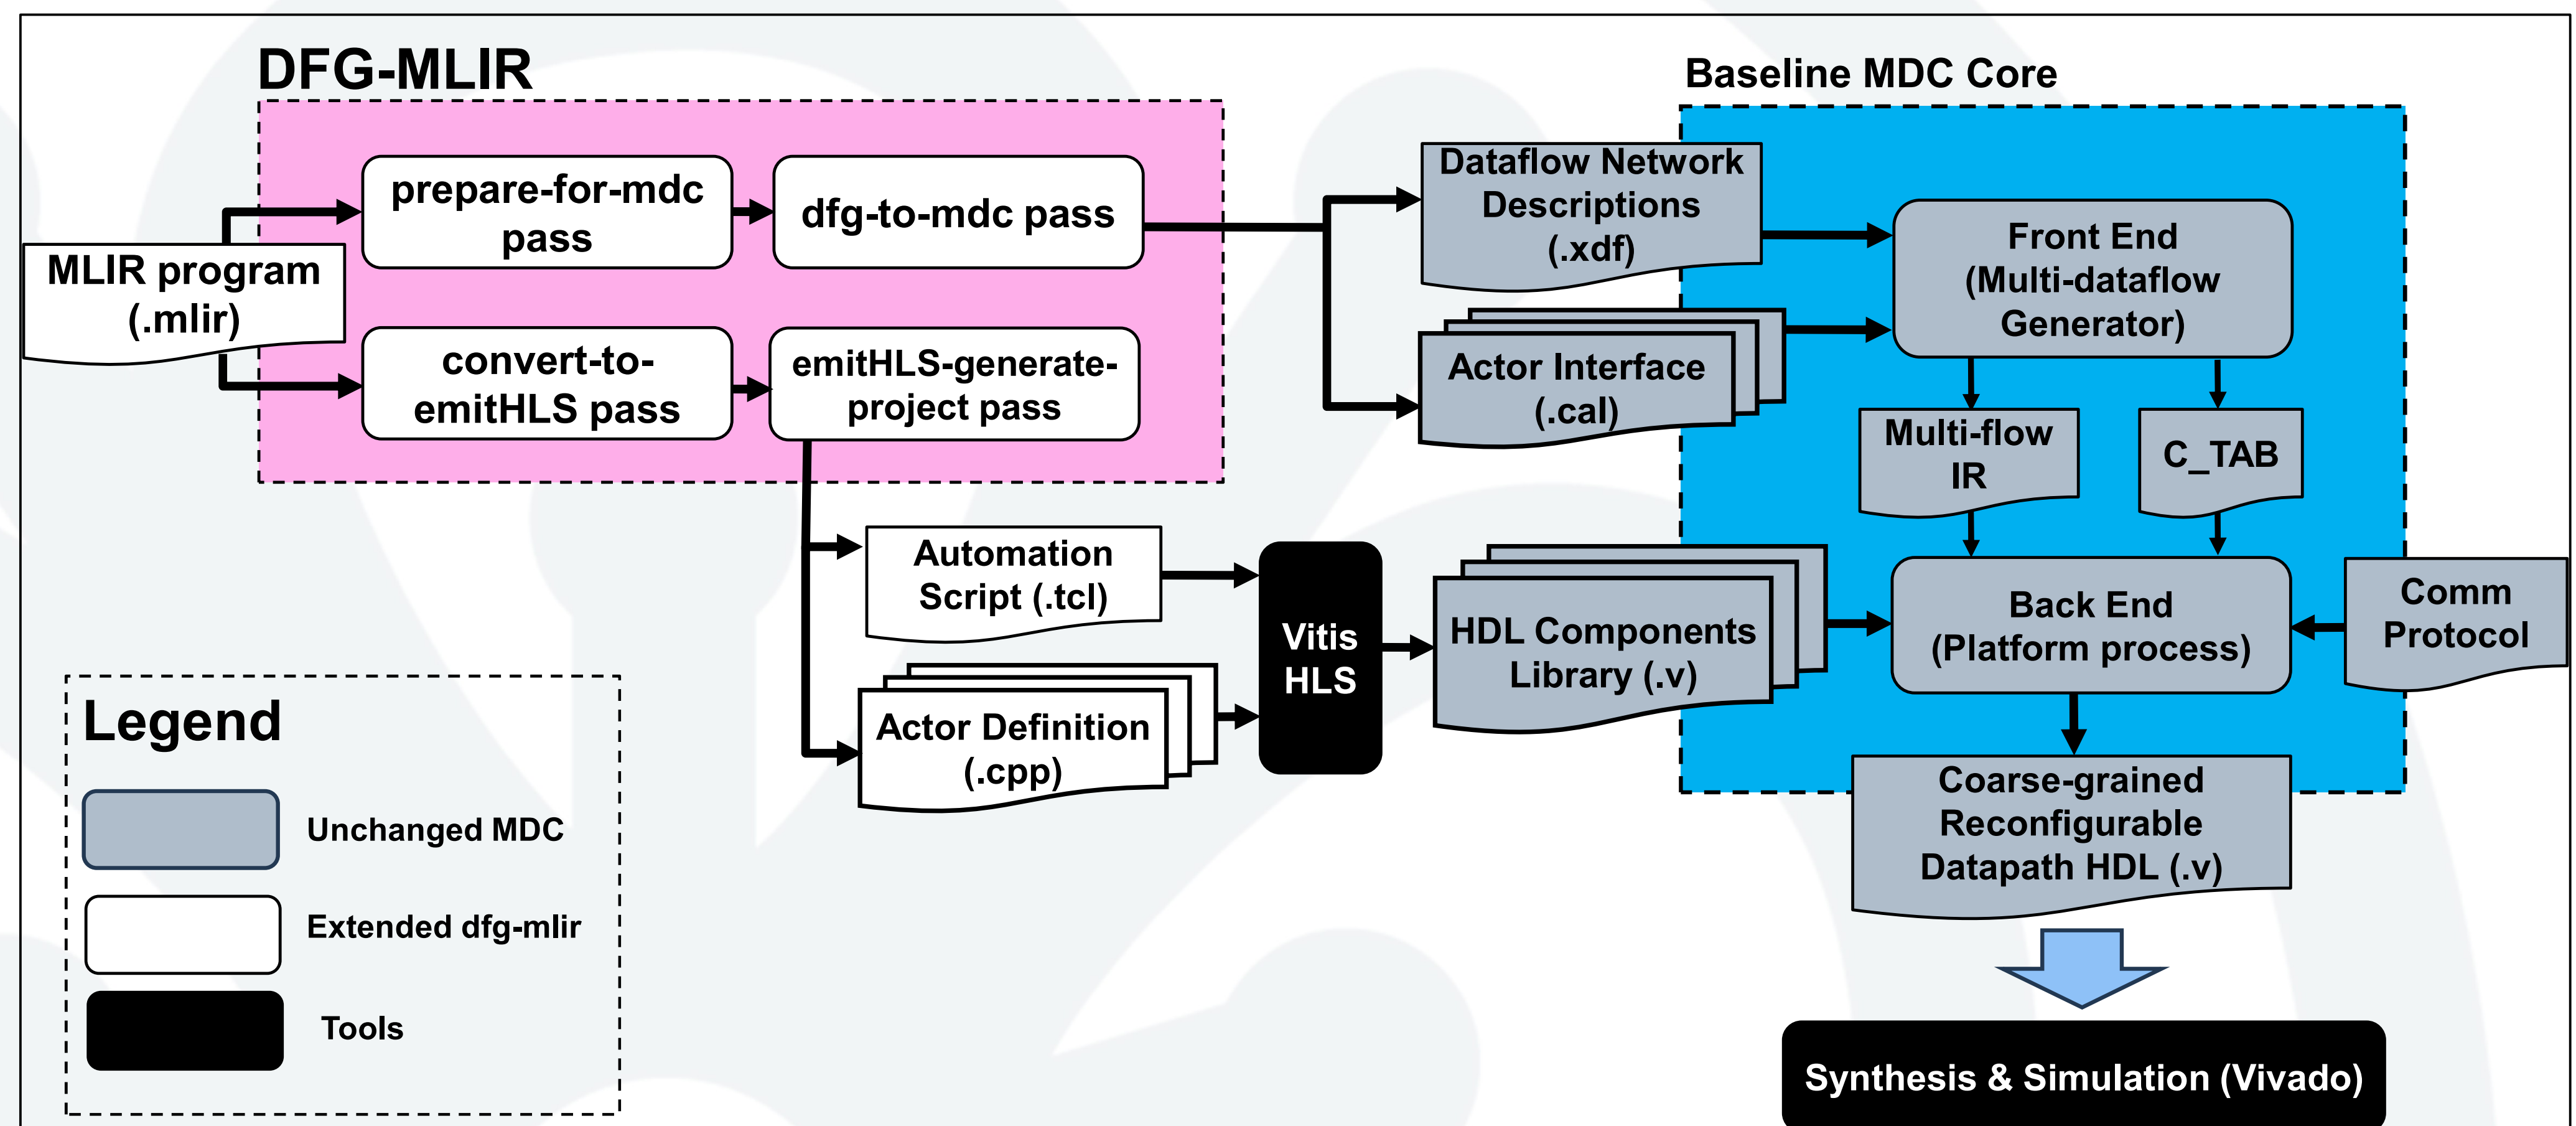 DFG-MLIR
Baseline MDC Core
MLIR program
(.mlir)
prepare-for-mdc
pass
dfg-to-mdc pass
convert-to-
emitHLS pass
emitHLS-generate-
project pass
Dataflow Network
Descriptions
(.xdf)
Actor Interface
(.cal)
Front End
(Multi-dataflow
Generator)
Multi-flow
IR
C_TAB
Automation
Script (.tcl)
Actor Definition
(.cpp)
Vitis
HLS
HDL Components
Library (.v)
Back End
(Platform process)
Comm
Protocol
Coarse-grained
Reconfigurable
Datapath HDL (.v)
Synthesis & Simulation (Vivado)
Legend
Unchanged MDC
Extended dfg-mlir
Tools